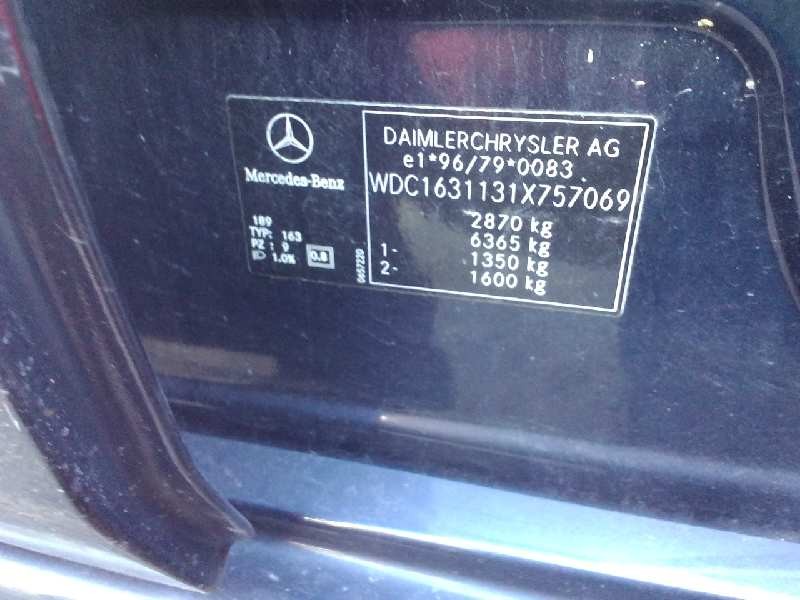 Mercedes-Benz
189
TYP: 163
PZ : 9
1.0% 0.8
0657220
DAIMLERCHRYSLER AG
e1*96/79*0083
WDC1631131X757069
2870 kg
6365 kg
1- 1350 kg
2- 1600 kg